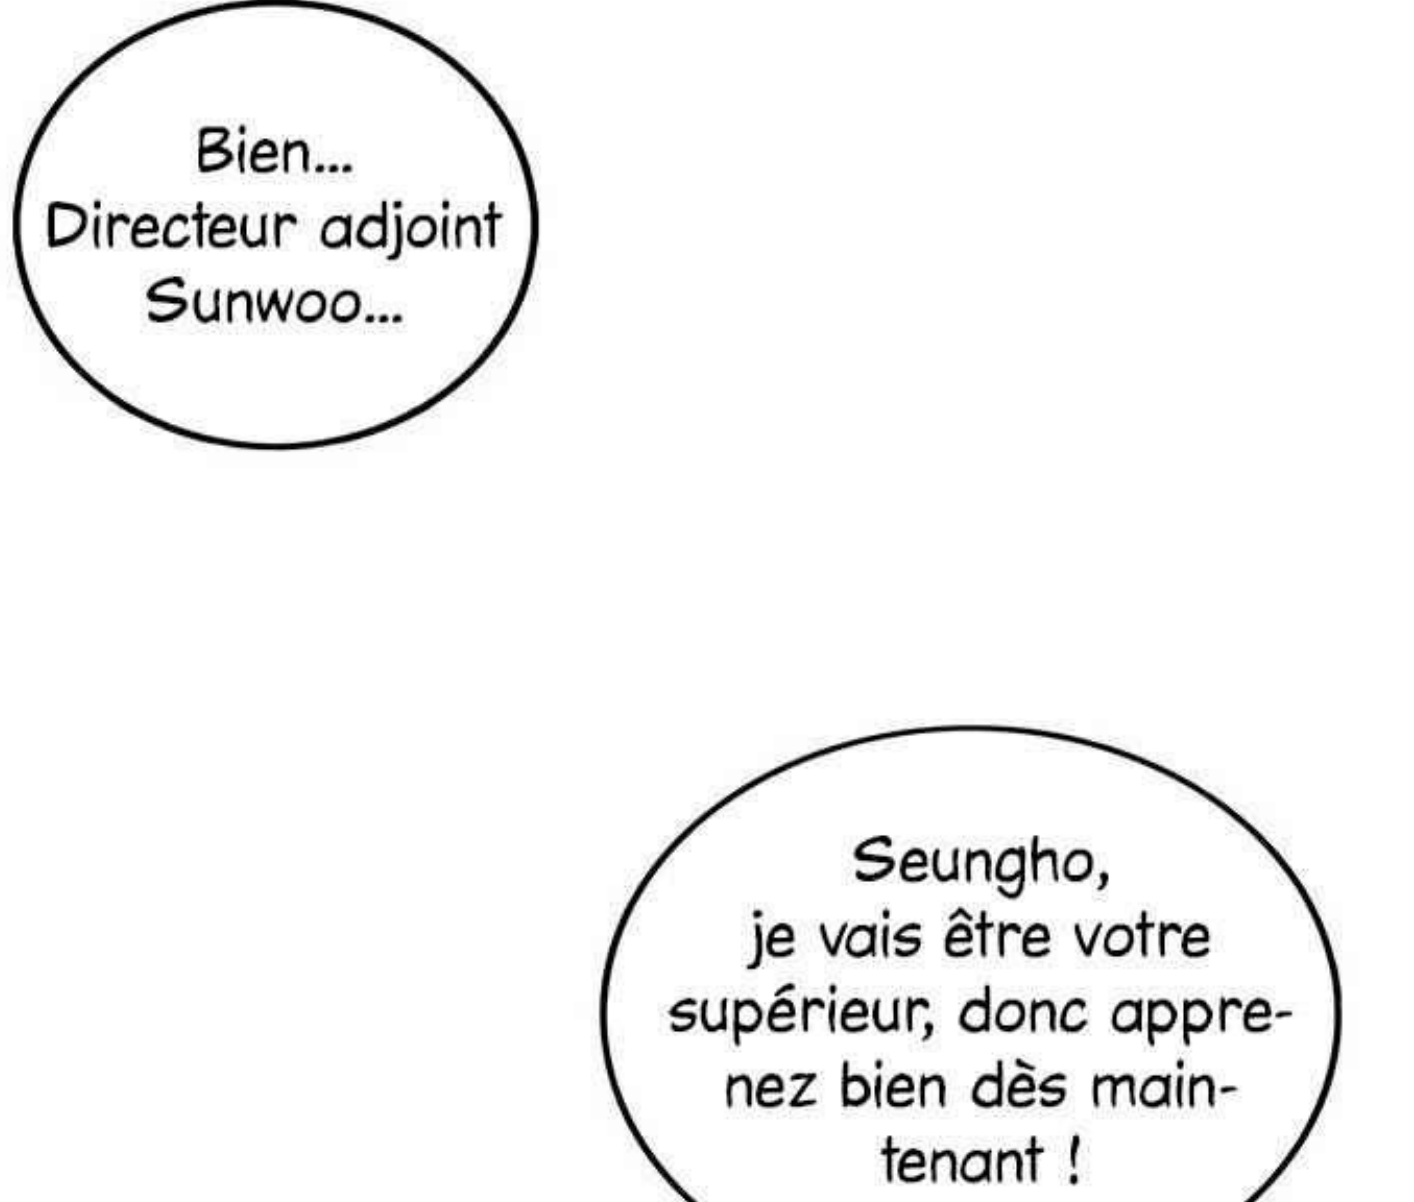 Bien...
Directeur adjoint
Sunwoo...
Seungho,
je vais être votre
supérieur, donc appre-
nez bien dès main-
tenant !